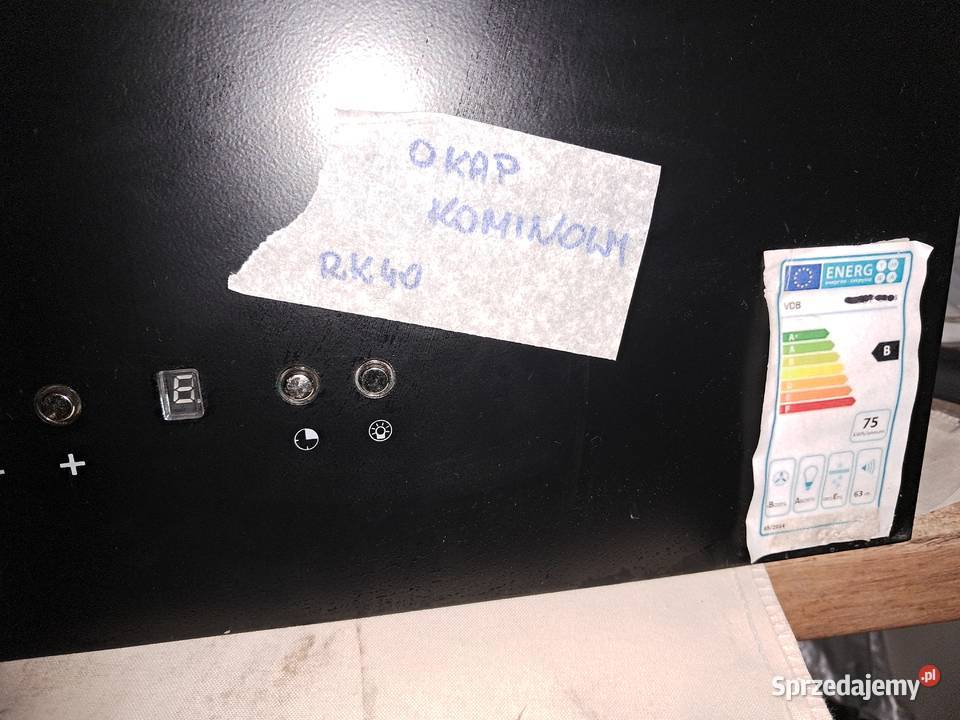 OKAP
KOMINOWY
RK40
ENERG
VDB
A+
A
B
75
63
Sprzedajemy.pl